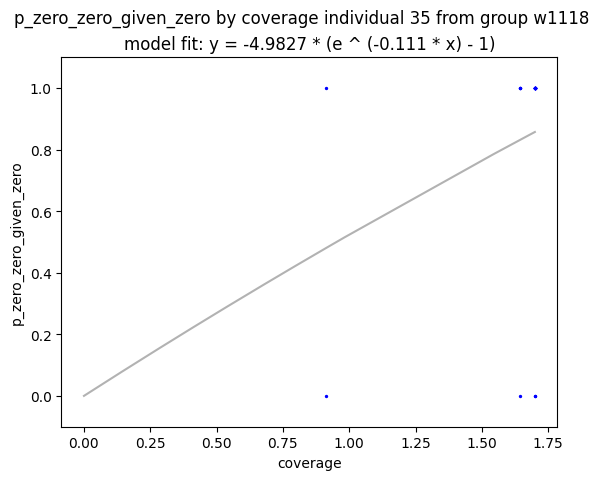 p_zero_zero_given_zero by coverage individual 35 from group w1118
model fit: y = -4.9827 * (e ^ (-0.111 * x) - 1)
1.0
0.8
0.6
0.4
0.2
0.0
p_zero_zero_given_zero
0.00 0.25 0.50 0.75 1.00 1.25 1.50 1.75
coverage